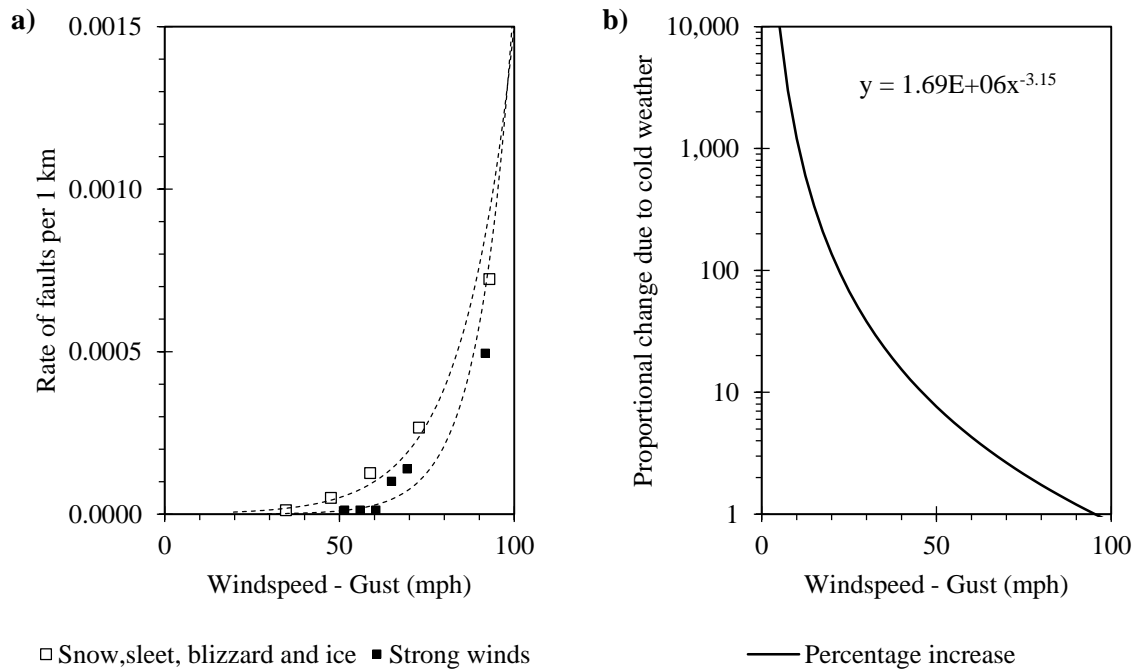 a)
Rate of faults per 1 km
0.0015
0.0010
0.0005
0.0000
0 50 100
Windspeed - Gust (mph)
□ Snow,sleet, blizzard and ice ■ Strong winds
b)
Proportional change due to cold weather
10,000
1,000
100
10
1
y = 1.69E+06x^-3.15
0 50 100
Windspeed - Gust (mph)
Percentage increase